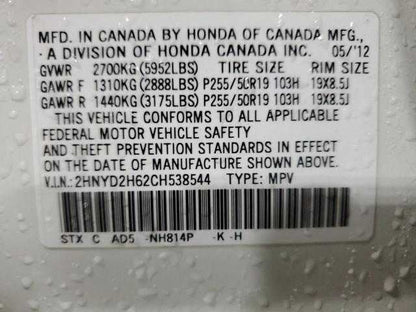 MFD. IN CANADA BY HONDA OF CANADA MFG.,
- A DIVISION OF HONDA CANADA INC. 05/'12
GVWR 2700KG (5952LBS) TIRE SIZE RIM SIZE
GAWR F 1310KG (2888LBS) P255/50R19 103H 19X8.5J
GAWR R 1440KG (3175LBS) P255/50R19 103H 19X8.5J
THIS VEHICLE CONFORMS TO ALL APPLICABLE
FEDERAL MOTOR VEHICLE SAFETY
AND THEFT PREVENTION STANDARDS IN EFFECT
ON THE DATE OF MANUFACTURE SHOWN ABOVE.
V.I.N.: 2HNYD2H62CH538544 TYPE: MPV
STX C AD5 -NH814P -K -H